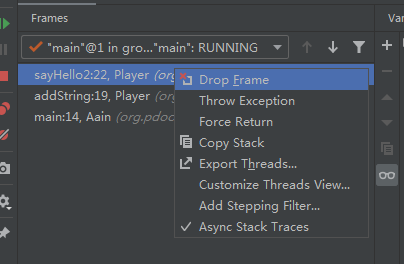 Frames
Va
"main"@1 in gro..."main": RUNNING
sayHello2:22, Player (org
addString:19, Player
main:14, Aain (org.pdoc
Drop Frame
Throw Exception
Force Return
Copy Stack
Export Threads...
Customize Threads View...
Add Stepping Filter...
Async Stack Traces